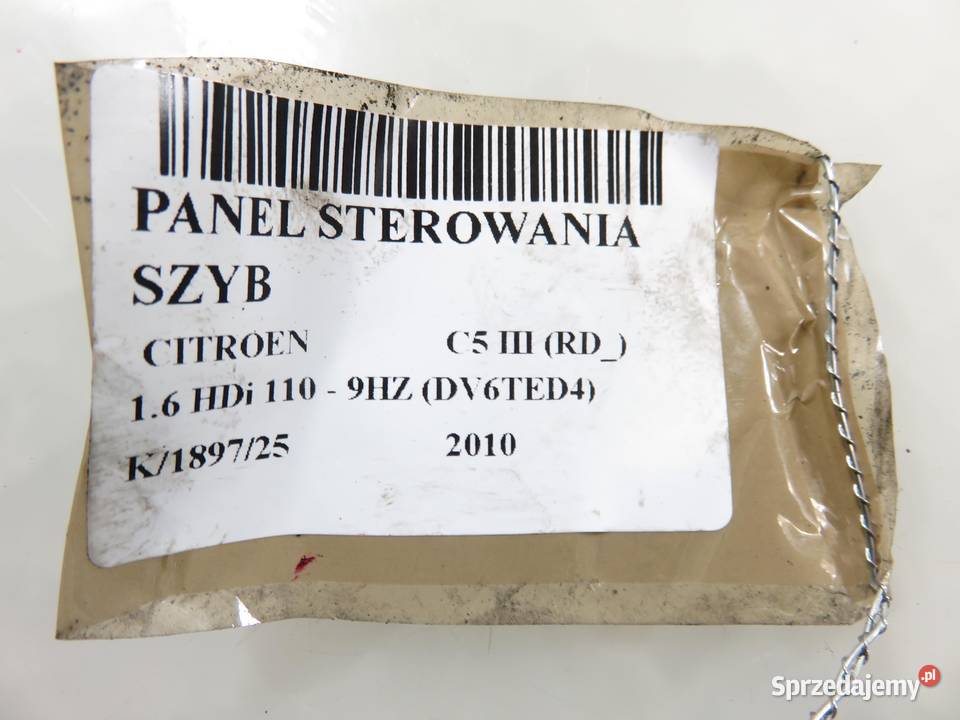 PANEL STEROWANIA
SZYB
CITROEN C5 III (RD_)
1.6 HDi 110 - 9HZ (DV6TED4)
K/1897/25 2010
Sprzedajemy.pl